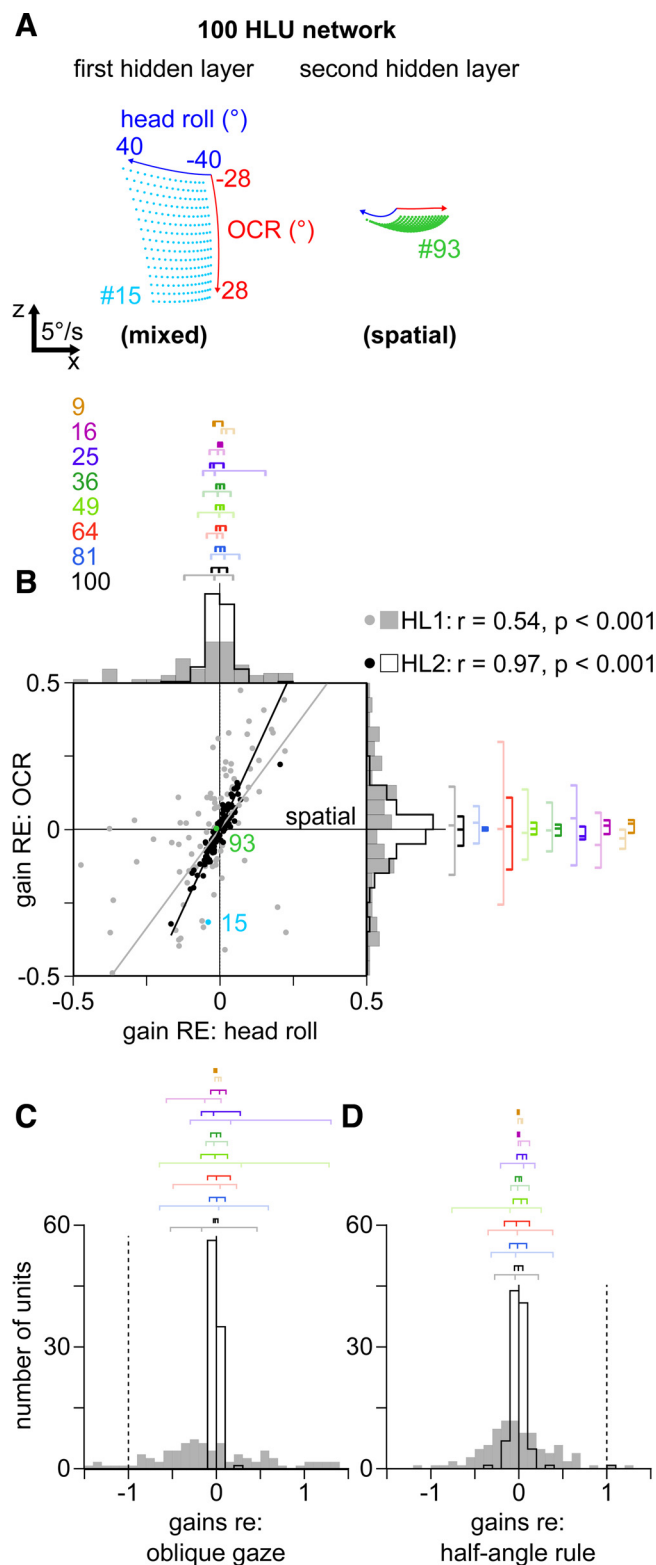 A
100 HLU network
first hidden layer second hidden layer
head roll (°)
40 -40
-28
OCR (°)
#93
#15 28
z
5°/s
(mixed) (spatial)
x
9
16
25
36
49
64
81
100
B
HL1: r = 0.54, p < 0.001
HL2: r = 0.97, p < 0.001
0.5
gain RE: OCR
spatial
0
93
15
-0.5
-0.5 0 0.5
gain RE: head roll
C D
60
number of units
30
0
-1 0 1 -1 0 1
gains re: gains re:
oblique gaze half-angle rule